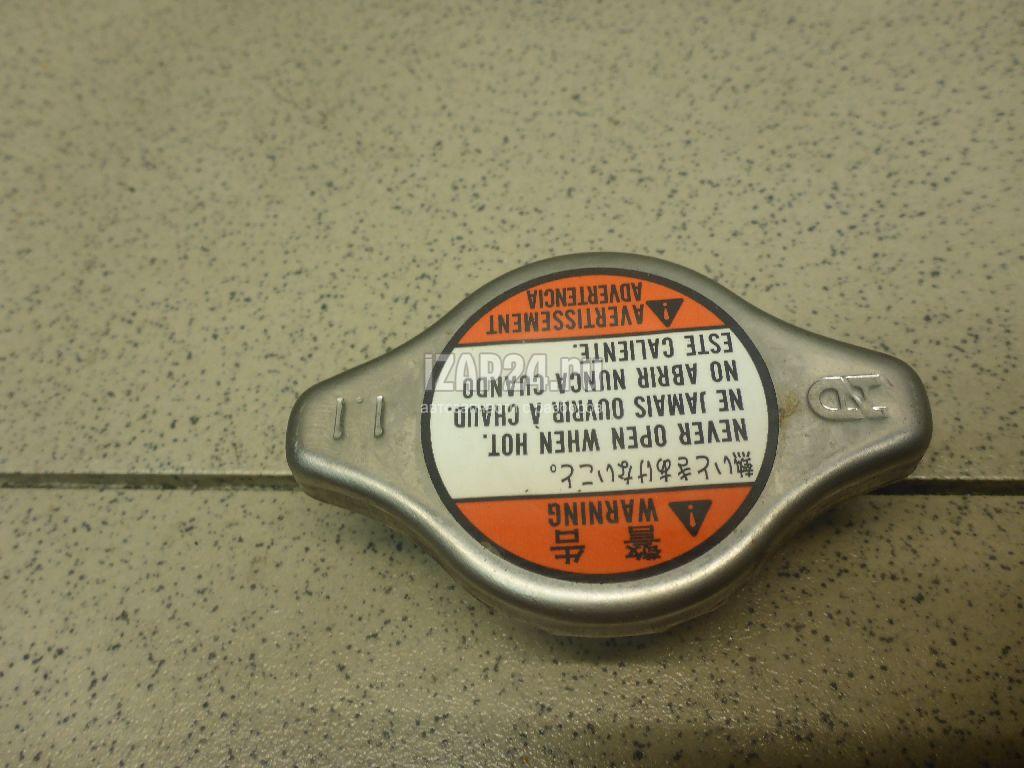 警告
WARNING
熱いときあけないこと。
NEVER OPEN WHEN HOT.
NE JAMAIS OUVRIR À CHAUD
NO ABRIR NUNCA CUANDO
ESTE CALIENTE.
AVERTISSEMENT
ADVERTENCIA
1.1
ND
iZAP24.ru